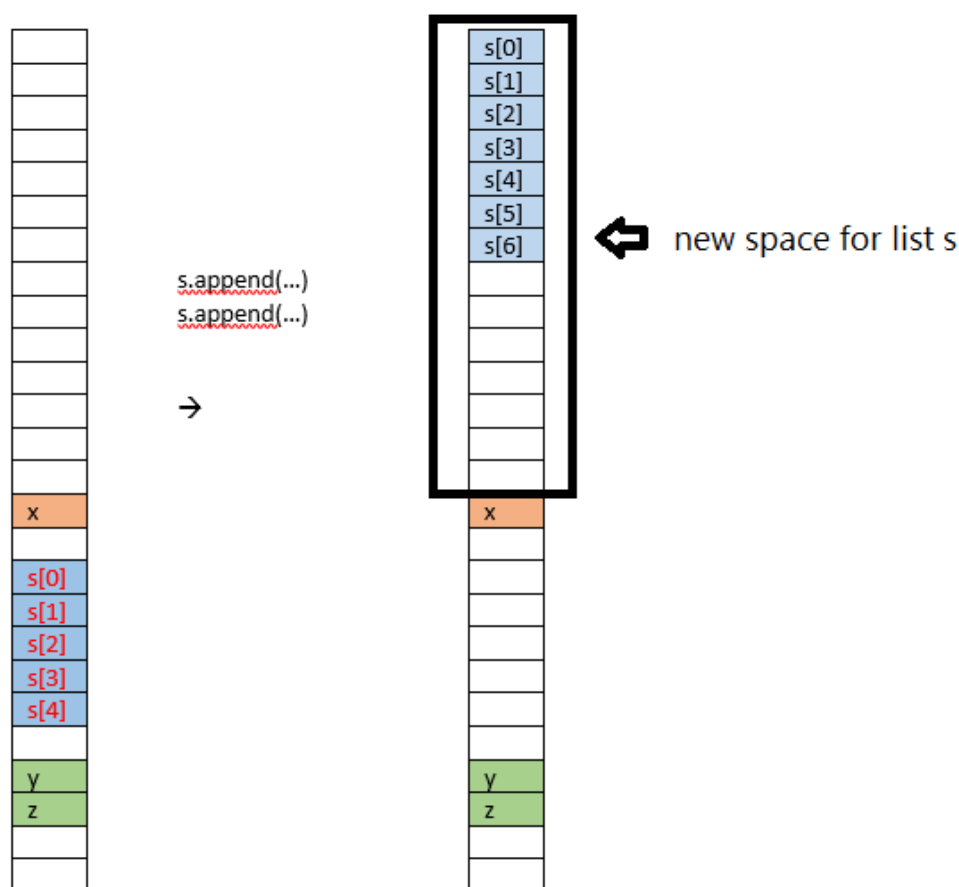 x
s[0]
s[1]
s[2]
s[3]
s[4]
y
z
s.append(...)
s.append(...)
→
s[0]
s[1]
s[2]
s[3]
s[4]
s[5]
s[6]
x
y
z
new space for list s